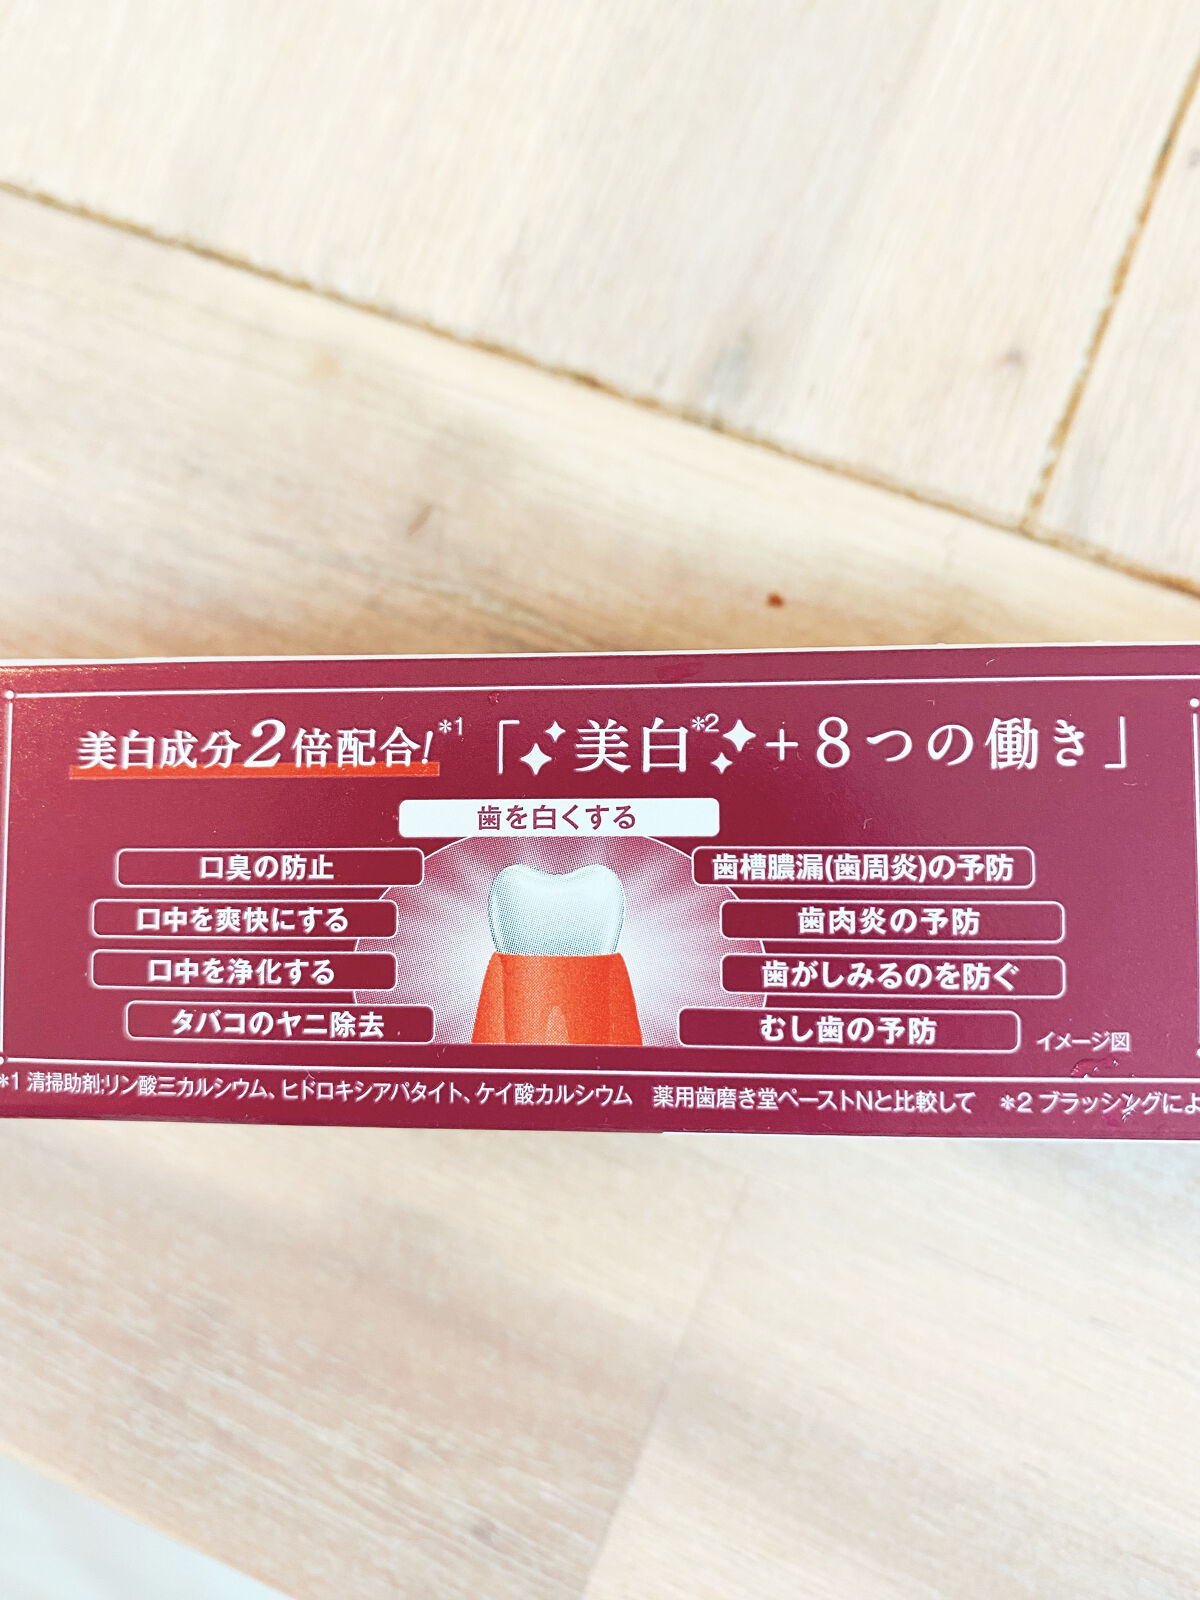 美白成分2倍配合!*1 「美白*2+8つの働き」
歯を白くする
口臭の防止
口中を爽快にする
口中を浄化する
タバコのヤニ除去
歯槽膿漏(歯周炎)の予防
歯肉炎の予防
歯がしみるのを防ぐ
むし歯の予防
イメージ図
*1 清掃助剤;リン酸三カルシウム、ヒドロキシアパタイト、ケイ酸カルシウム 薬用歯磨き堂ペーストNと比較して *2 ブラッシングによ